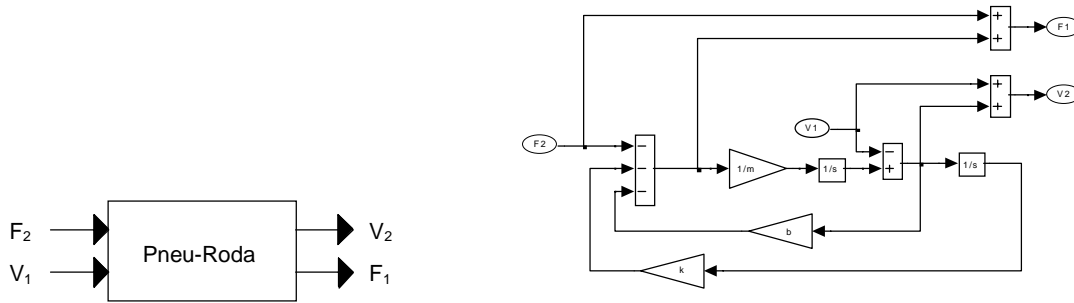 F₂
V₁
Pneu-Roda
V₂
F₁
F2
V1
F1
V2
+
+
+
+
−
−
−
−
+
1/m
1/s
1/s
b
k